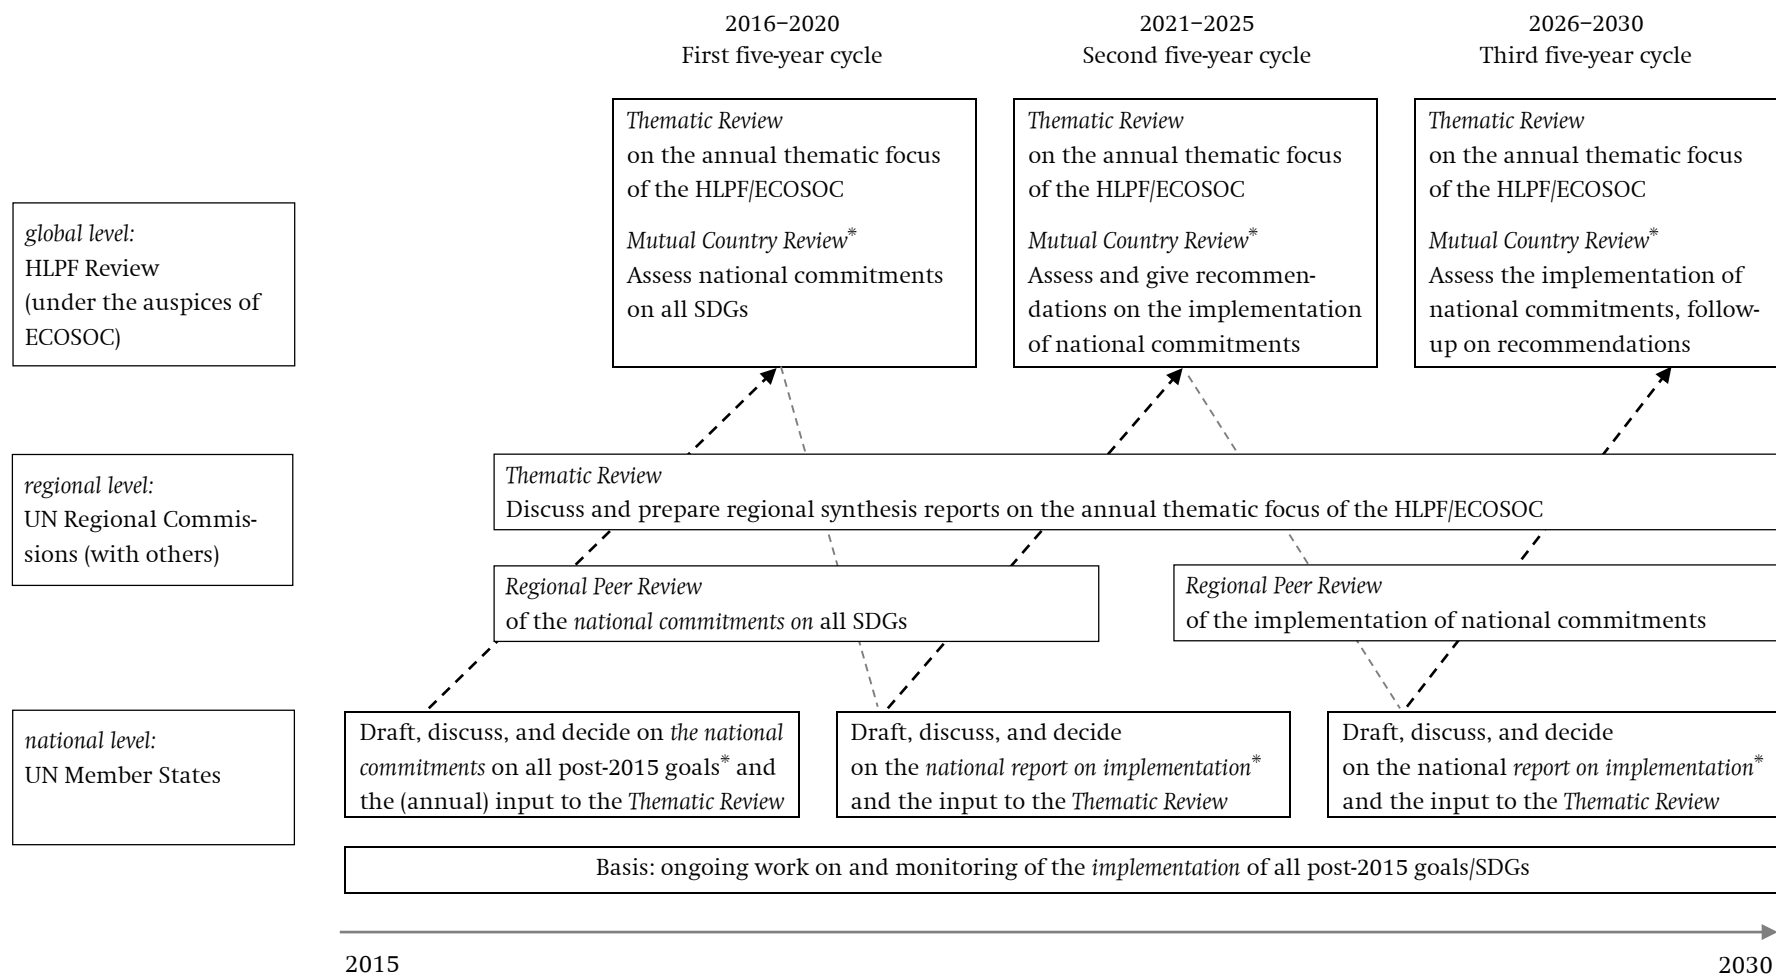 2016–2020
First five-year cycle
2021–2025
Second five-year cycle
2026–2030
Third five-year cycle
Thematic Review
on the annual thematic focus
of the HLPF/ECOSOC
Mutual Country Review*
Assess national commitments
on all SDGs
Thematic Review
on the annual thematic focus
of the HLPF/ECOSOC
Mutual Country Review*
Assess and give recommen-
dations on the implementation
of national commitments
Thematic Review
on the annual thematic focus
of the HLPF/ECOSOC
Mutual Country Review*
Assess the implementation of
national commitments, follow-
up on recommendations
global level:
HLPF Review
(under the auspices of
ECOSOC)
regional level:
UN Regional Commis-
sions (with others)
Thematic Review
Discuss and prepare regional synthesis reports on the annual thematic focus of the HLPF/ECOSOC
Regional Peer Review
of the national commitments on all SDGs
Regional Peer Review
of the implementation of national commitments
national level:
UN Member States
Draft, discuss, and decide on the national
commitments on all post-2015 goals* and
the (annual) input to the Thematic Review
Draft, discuss, and decide
on the national report on implementation*
and the input to the Thematic Review
Draft, discuss, and decide
on the national report on implementation*
and the input to the Thematic Review
Basis: ongoing work on and monitoring of the implementation of all post-2015 goals/SDGs
2015
2030